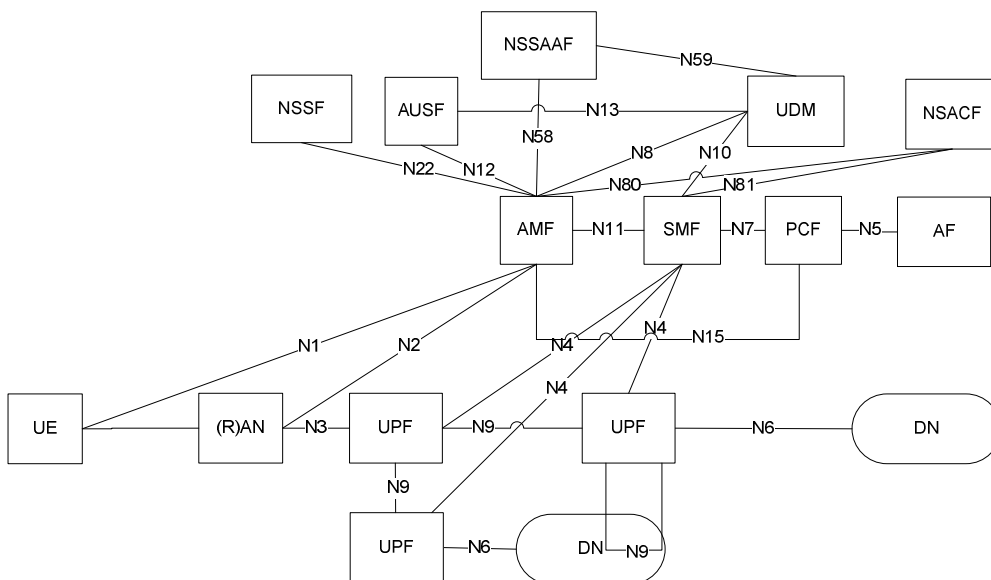 NSSAAF
N59
NSSF
AUSF
N13
UDM
NSACF
N58
N22
N12
N8
N10
N80
N81
AMF
N11
SMF
N7
PCF
N5
AF
N1
N2
N4
N4
N4
N15
UE
(R)AN
N3
UPF
N9
UPF
N6
DN
N9
UPF
N6
DN
N9